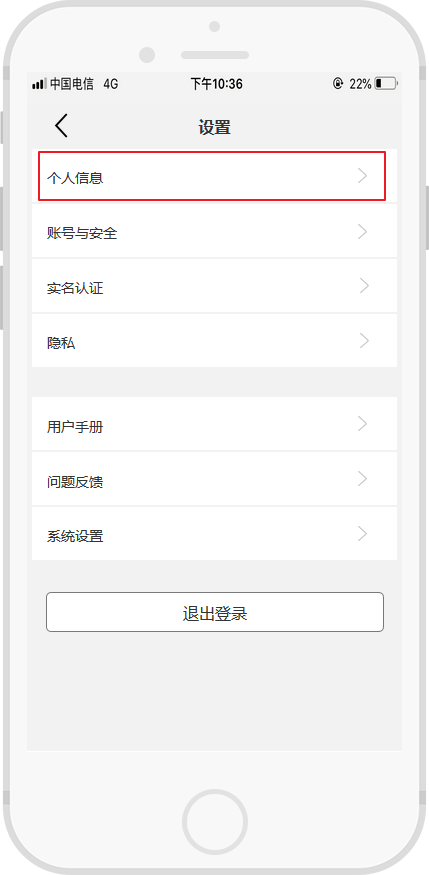 中国电信 4G 下午10:36 22%
设置
个人信息
账号与安全
实名认证
隐私
用户手册
问题反馈
系统设置
退出登录